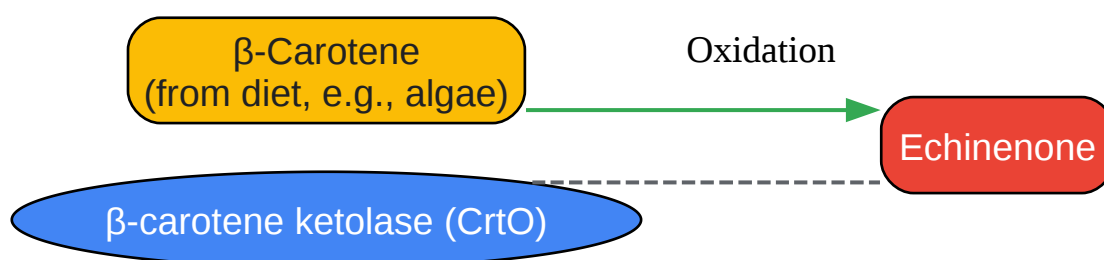 β-Carotene
(from diet, e.g., algae)
Oxidation
Echinenone
β-carotene ketolase (CrtO)